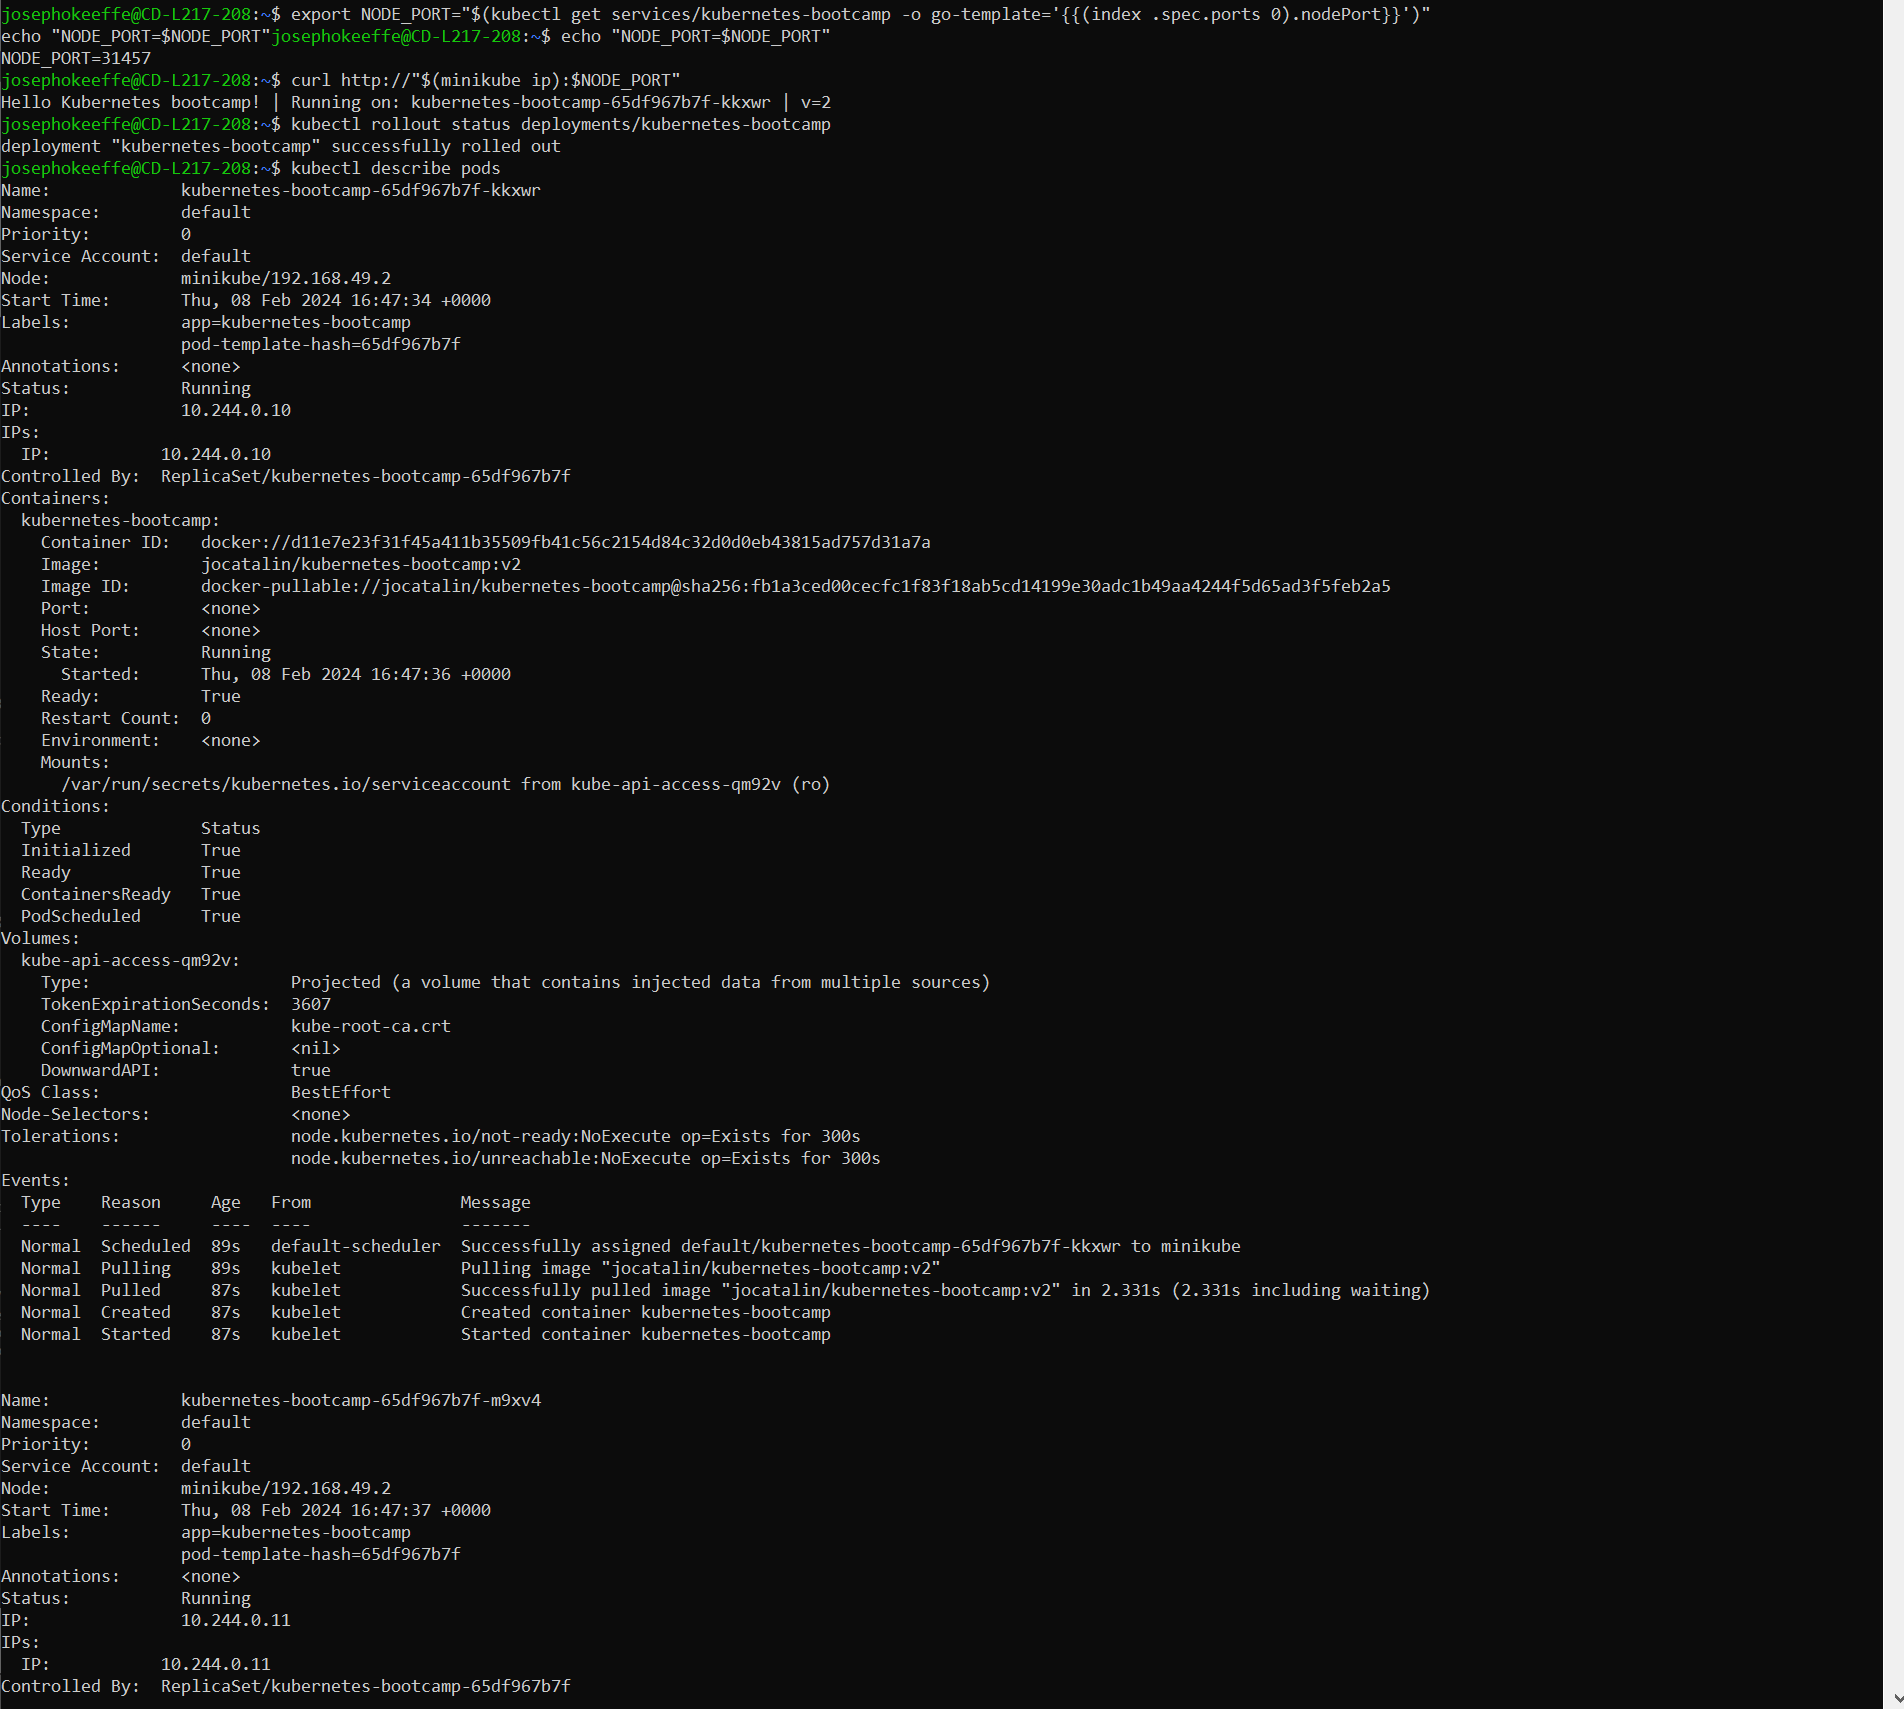 josephokeeffe@CD-L217-208:~$ export NODE_PORT="$(kubectl get services/kubernetes-bootcamp -o go-template='{{(index .spec.ports 0).nodePort}}')"
echo "NODE_PORT=$NODE_PORT"josephokeeffe@CD-L217-208:~$ echo "NODE_PORT=$NODE_PORT"
NODE_PORT=31457
josephokeeffe@CD-L217-208:~$ curl http://"$(minikube ip):$NODE_PORT"
Hello Kubernetes bootcamp! | Running on: kubernetes-bootcamp-65df967b7f-kkxwr | v=2
josephokeeffe@CD-L217-208:~$ kubectl rollout status deployments/kubernetes-bootcamp
deployment "kubernetes-bootcamp" successfully rolled out
josephokeeffe@CD-L217-208:~$ kubectl describe pods
Name:             kubernetes-bootcamp-65df967b7f-kkxwr
Namespace:        default
Priority:         0
Service Account:  default
Node:             minikube/192.168.49.2
Start Time:       Thu, 08 Feb 2024 16:47:34 +0000
Labels:           app=kubernetes-bootcamp
                  pod-template-hash=65df967b7f
Annotations:      <none>
Status:           Running
IP:               10.244.0.10
IPs:
  IP:           10.244.0.10
Controlled By:  ReplicaSet/kubernetes-bootcamp-65df967b7f
Containers:
  kubernetes-bootcamp:
    Container ID:   docker://d11e7e23f31f45a411b35509fb41c56c2154d84c32d0d0eb43815ad757d31a7a
    Image:          jocatalin/kubernetes-bootcamp:v2
    Image ID:       docker-pullable://jocatalin/kubernetes-bootcamp@sha256:fb1a3ced00cecfc1f83f18ab5cd14199e30adc1b49aa4244f5d65ad3f5feb2a5
    Port:           <none>
    Host Port:      <none>
    State:          Running
      Started:      Thu, 08 Feb 2024 16:47:36 +0000
    Ready:          True
    Restart Count:  0
    Environment:    <none>
    Mounts:
      /var/run/secrets/kubernetes.io/serviceaccount from kube-api-access-qm92v (ro)
Conditions:
  Type              Status
  Initialized       True
  Ready             True
  ContainersReady   True
  PodScheduled      True
Volumes:
  kube-api-access-qm92v:
    Type:                    Projected (a volume that contains injected data from multiple sources)
    TokenExpirationSeconds:  3607
    ConfigMapName:           kube-root-ca.crt
    ConfigMapOptional:       <nil>
    DownwardAPI:             true
QoS Class:                   BestEffort
Node-Selectors:              <none>
Tolerations:                 node.kubernetes.io/not-ready:NoExecute op=Exists for 300s
                             node.kubernetes.io/unreachable:NoExecute op=Exists for 300s
Events:
  Type    Reason     Age   From               Message
  ----    ------     ----  ----               -------
  Normal  Scheduled  89s   default-scheduler  Successfully assigned default/kubernetes-bootcamp-65df967b7f-kkxwr to minikube
  Normal  Pulling    89s   kubelet            Pulling image "jocatalin/kubernetes-bootcamp:v2"
  Normal  Pulled     87s   kubelet            Successfully pulled image "jocatalin/kubernetes-bootcamp:v2" in 2.331s (2.331s including waiting)
  Normal  Created    87s   kubelet            Created container kubernetes-bootcamp
  Normal  Started    87s   kubelet            Started container kubernetes-bootcamp
Name:             kubernetes-bootcamp-65df967b7f-m9xv4
Namespace:        default
Priority:         0
Service Account:  default
Node:             minikube/192.168.49.2
Start Time:       Thu, 08 Feb 2024 16:47:37 +0000
Labels:           app=kubernetes-bootcamp
                  pod-template-hash=65df967b7f
Annotations:      <none>
Status:           Running
IP:               10.244.0.11
IPs:
  IP:           10.244.0.11
Controlled By:  ReplicaSet/kubernetes-bootcamp-65df967b7f